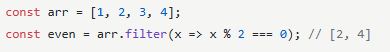 const arr = [1, 2, 3, 4];
const even = arr.filter(x => x % 2 === 0); // [2, 4]